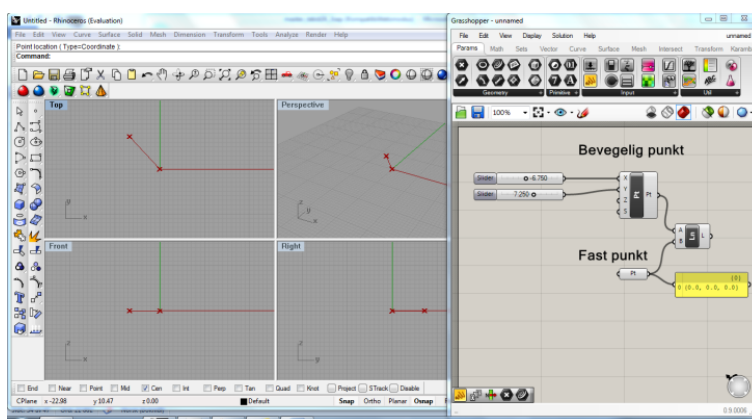 Untitled - Rhinoceros (Evaluation)
File Edit View Curve Surface Solid Mesh Dimension Transform Tools Analyze Render Help
Point location ( Type=Coordinate ):
Command:
Top
Perspective
Front
Right
y
x
z
y
x
z
x
z
y
End Near Point Mid Cen Int Perp Tan Quad Knot Project STrack Disable
CPlane x -22.98 y 10.47 z 0.00 Default Snap Ortho Planar Osnap
Grasshopper - unnamed
File Edit View Display Solution Help unnamed
Params Math Sets Vector Curve Surface Mesh Intersect Transform Karamb
Geometry Primitive Input Util
100%
Bevegelig punkt
Slider -6.750
Slider 7.250
X
Y
Z
S
Pt
Pt
A
B
Ln
L
Fast punkt
Pt
{0}
0 {0.0, 0.0, 0.0}
0.9.0006